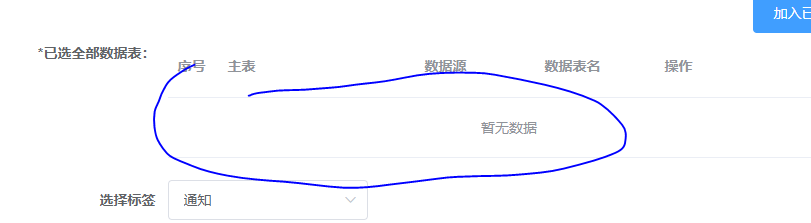 加入已
*已选全部数据表:
序号 主表 数据源 数据表名 操作
暂无数据
选择标签 通知